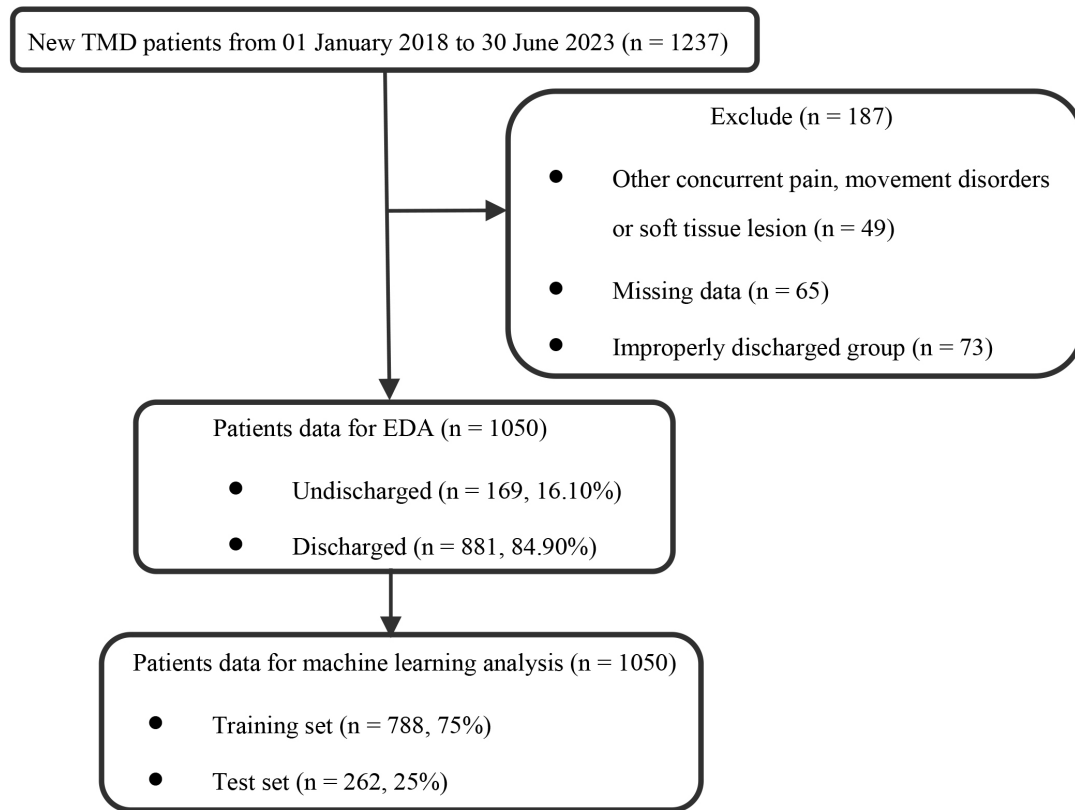 New TMD patients from 01 January 2018 to 30 June 2023 (n = 1237)
Exclude (n = 187)
● Other concurrent pain, movement disorders
or soft tissue lesion (n = 49)
● Missing data (n = 65)
● Improperly discharged group (n = 73)
Patients data for EDA (n = 1050)
● Undischarged (n = 169, 16.10%)
● Discharged (n = 881, 84.90%)
Patients data for machine learning analysis (n = 1050)
● Training set (n = 788, 75%)
● Test set (n = 262, 25%)